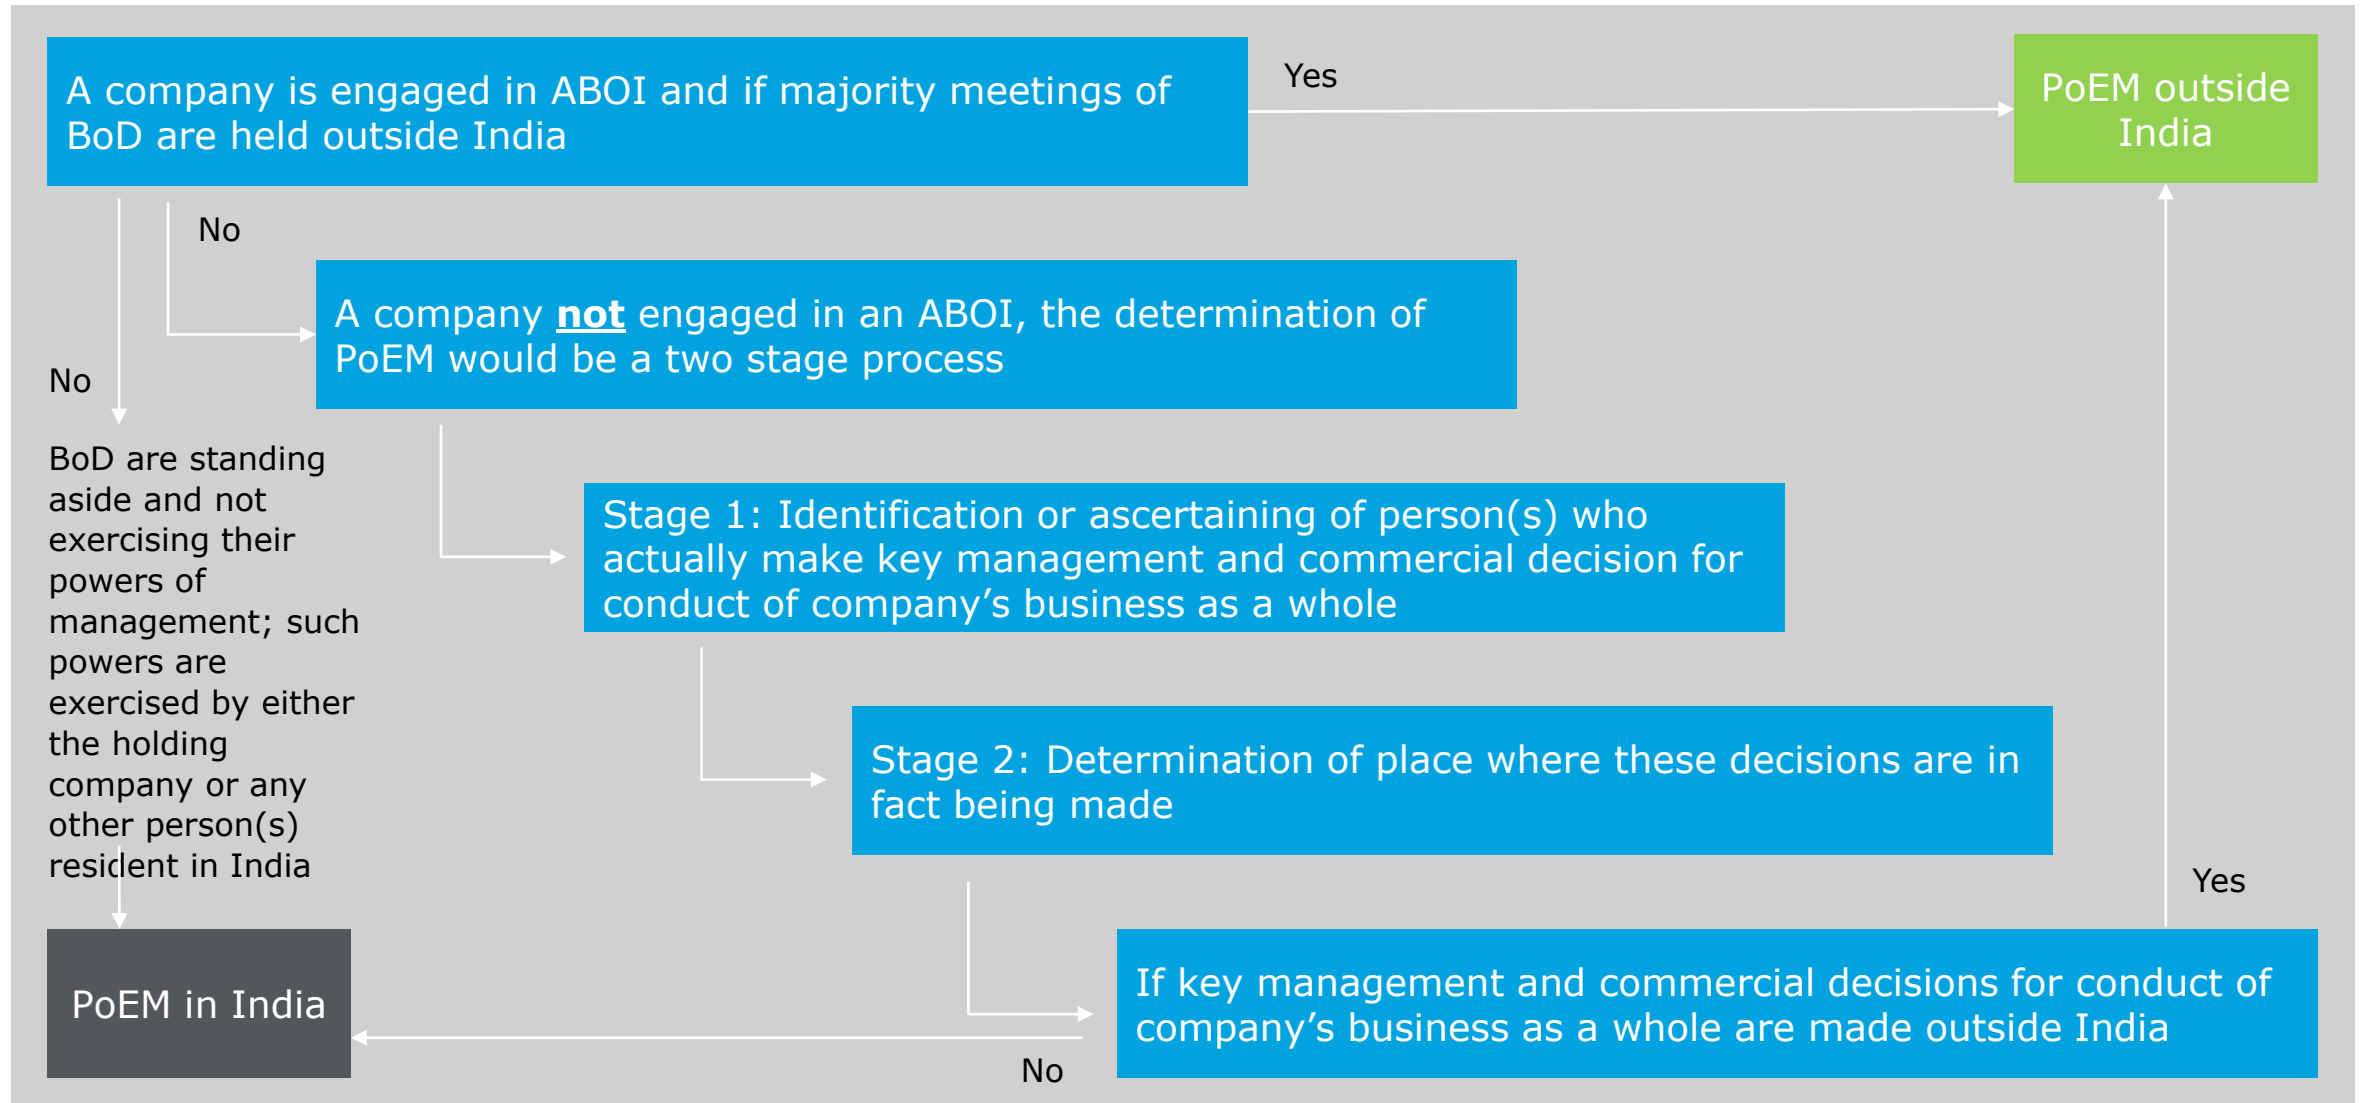 A company is engaged in ABOI and if majority meetings of
BoD are held outside India
Yes
PoEM outside
India
No
A company not engaged in an ABOI, the determination of
PoEM would be a two stage process
No
BoD are standing
aside and not
exercising their
powers of
management; such
powers are
exercised by either
the holding
company or any
other person(s)
resident in India
Stage 1: Identification or ascertaining of person(s) who
actually make key management and commercial decision for
conduct of company’s business as a whole
Stage 2: Determination of place where these decisions are in
fact being made
Yes
PoEM in India
If key management and commercial decisions for conduct of
company’s business as a whole are made outside India
No